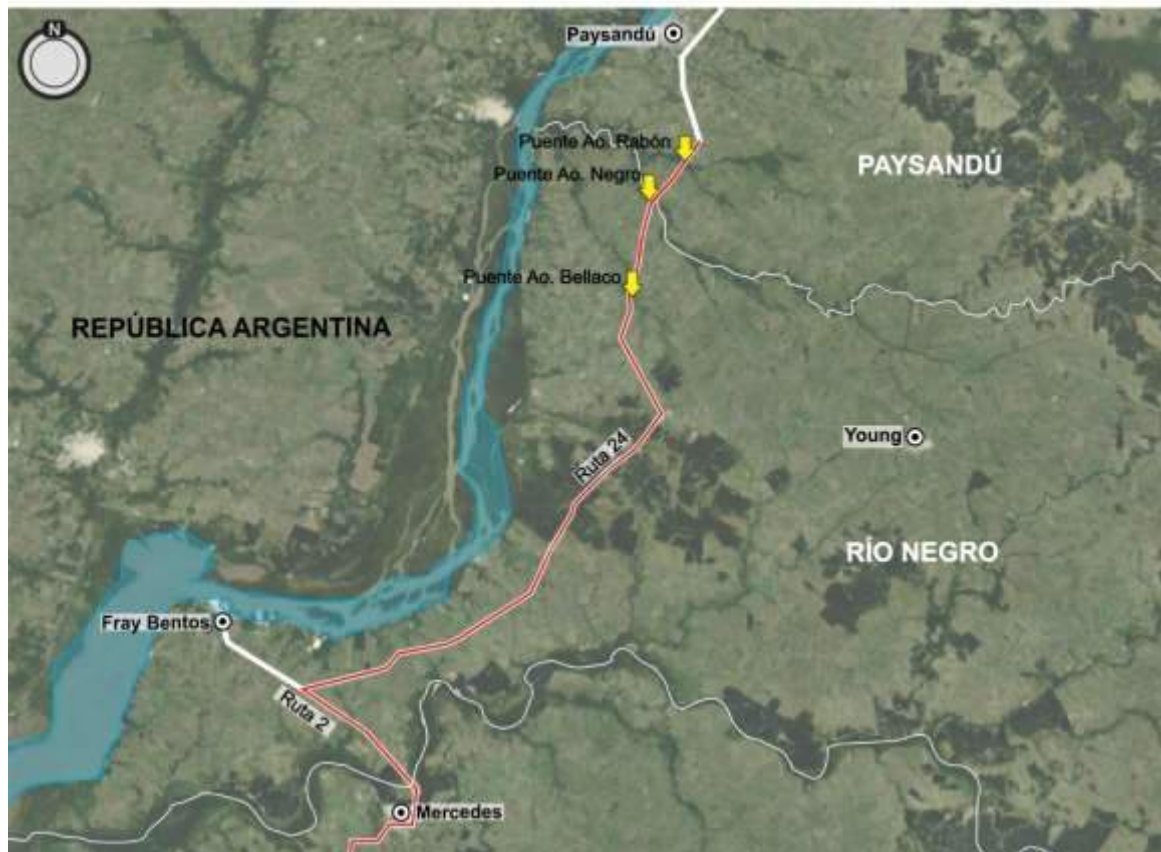 N
Paysandú
Puente Ao. Rabón
PAYSANDÚ
Puente Ao. Negro
Puente Ao. Bellaco
REPÚBLICA ARGENTINA
Young
Ruta 24
RÍO NEGRO
Fray Bentos
Ruta 2
Mercedes